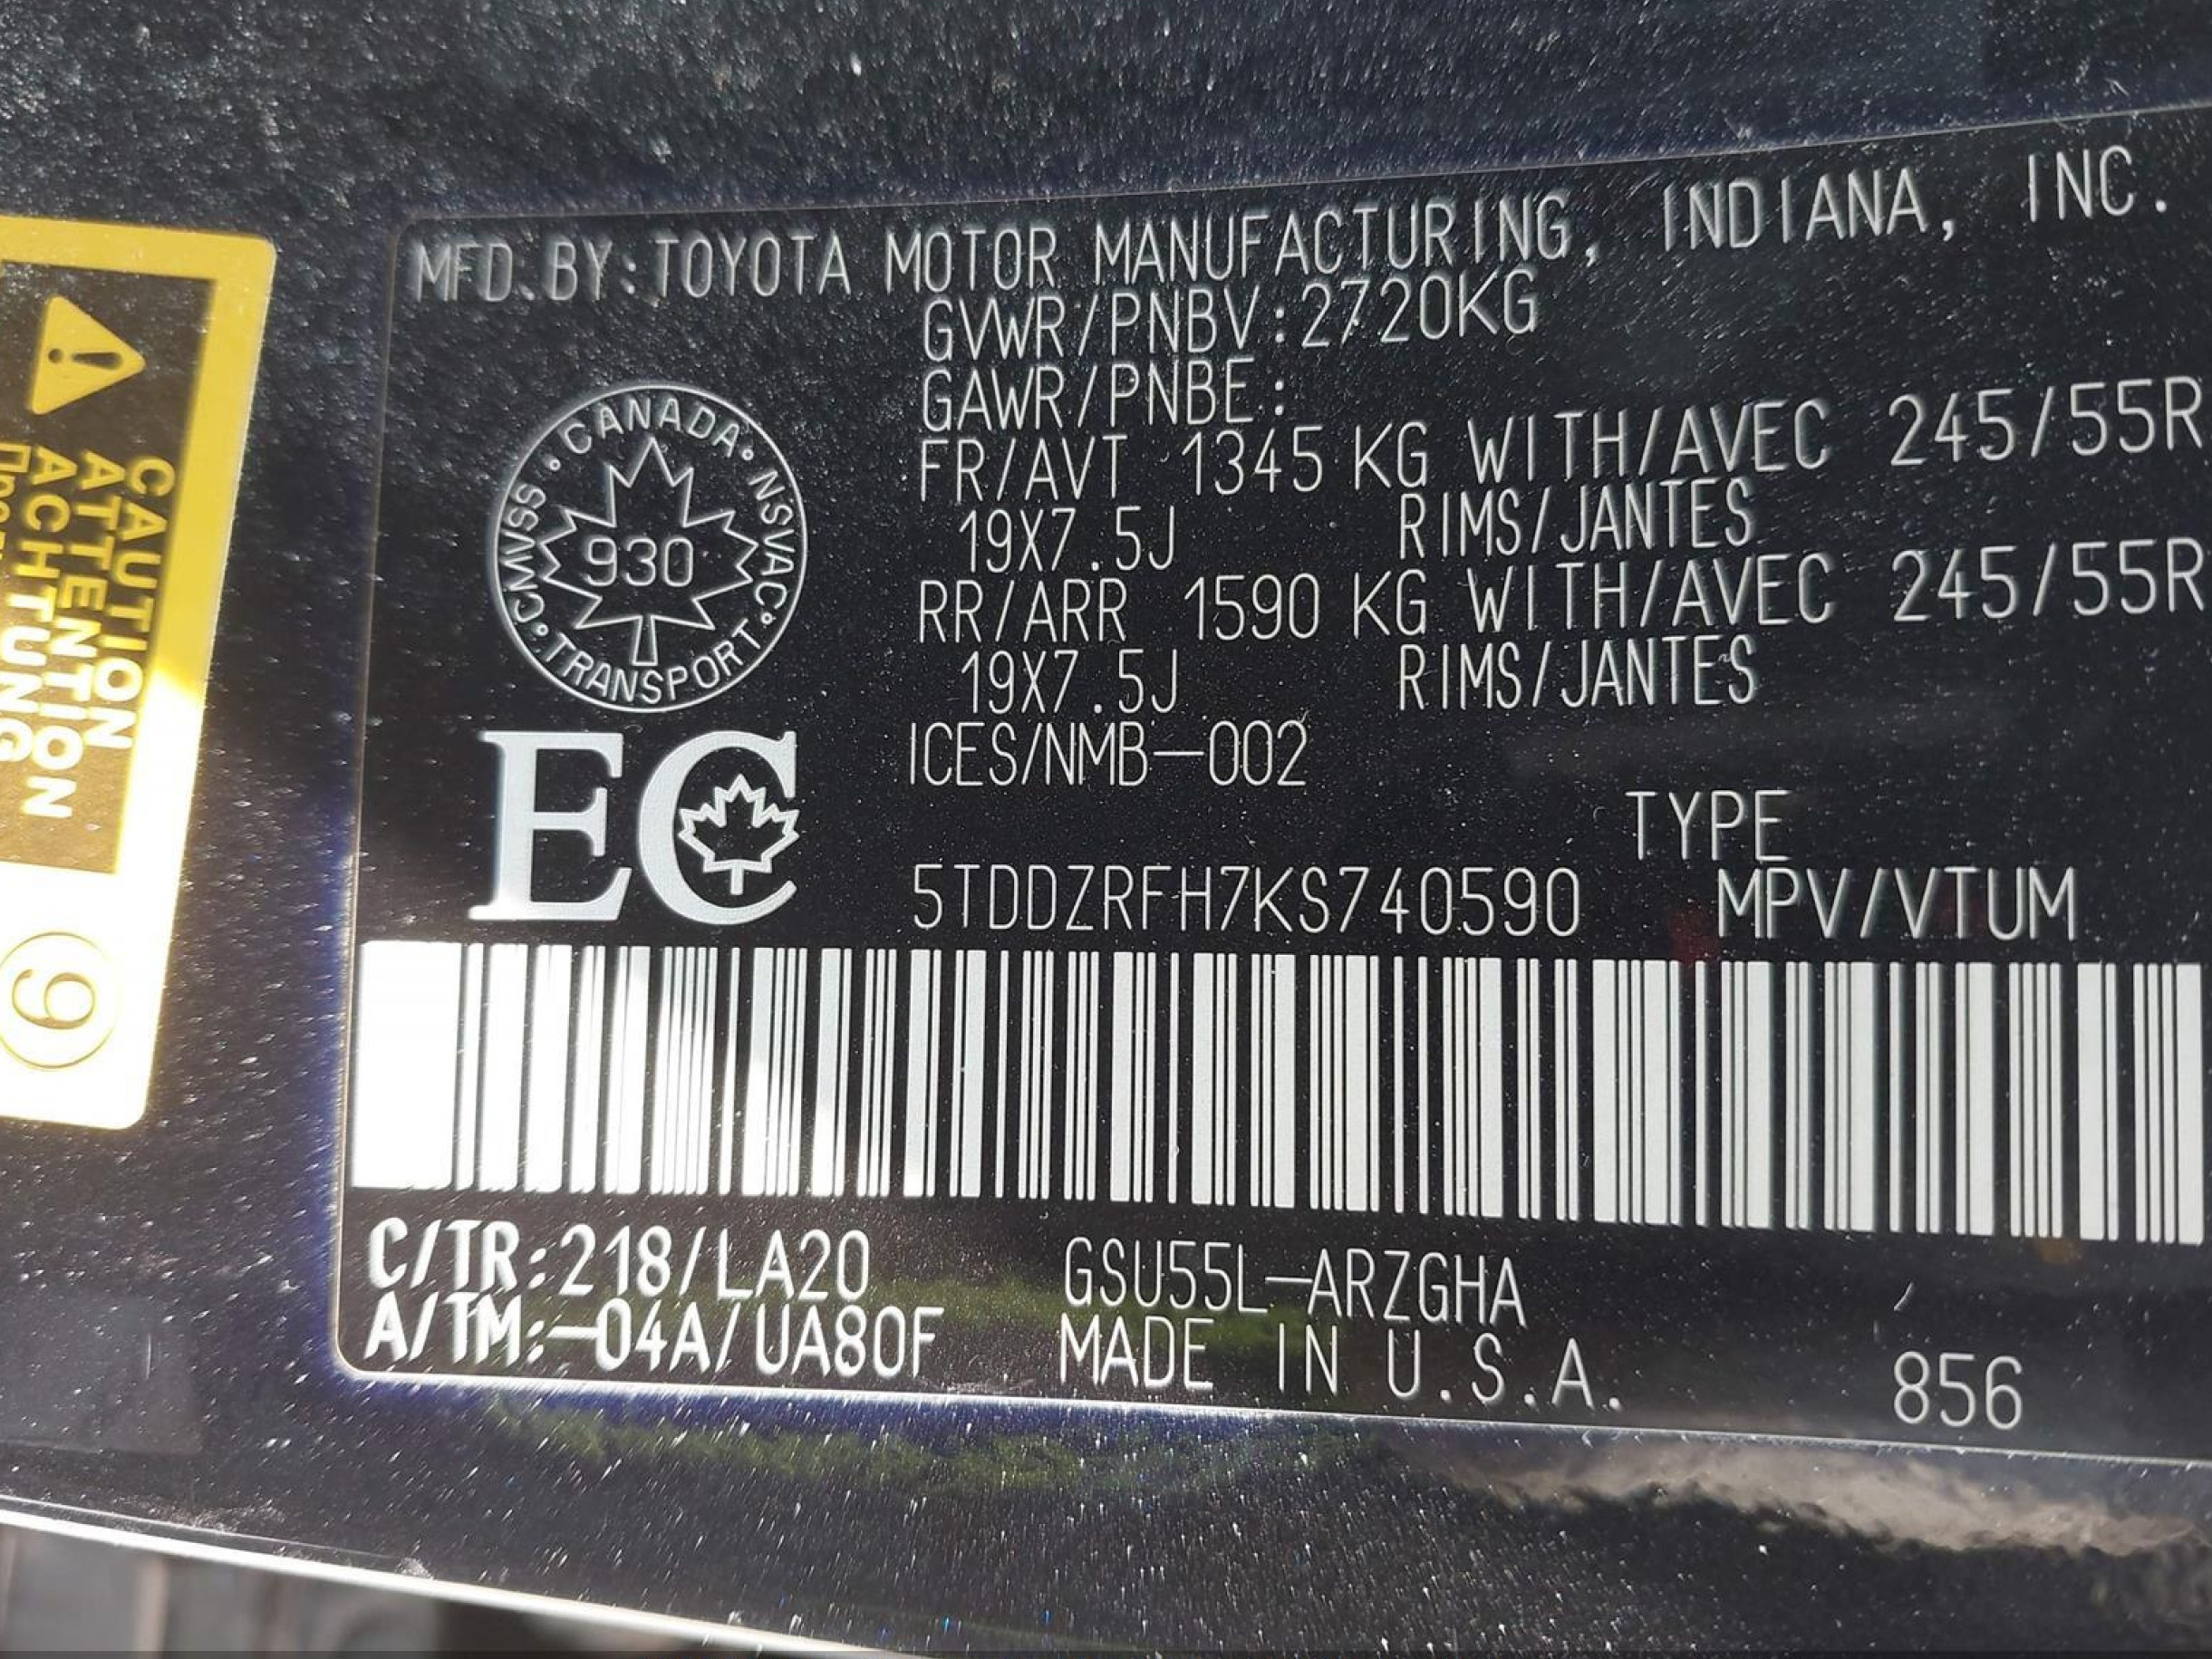 MFD.BY:TOYOTA MOTOR MANUFACTURING, INDIANA, INC.
GVWR/PNBV:2720KG
GAWR/PNBE:
FR/AVT 1345 KG WITH/AVEC 245/55R
19X7.5J RIMS/JANTES
RR/ARR 1590 KG WITH/AVEC 245/55R
19X7.5J RIMS/JANTES
ICES/NMB-002
CANADA • NSVAC • TRANSPORT • CMVSS
930
EC
TYPE
5TDDZRFH7KS740590 MPV/VTUM
C/TR:218/LA20 GSU55L-ARZGHA
A/TM:-04A/UA80F MADE IN U.S.A. 856
CAUTION
ATTENTION
ACHTUNG
9